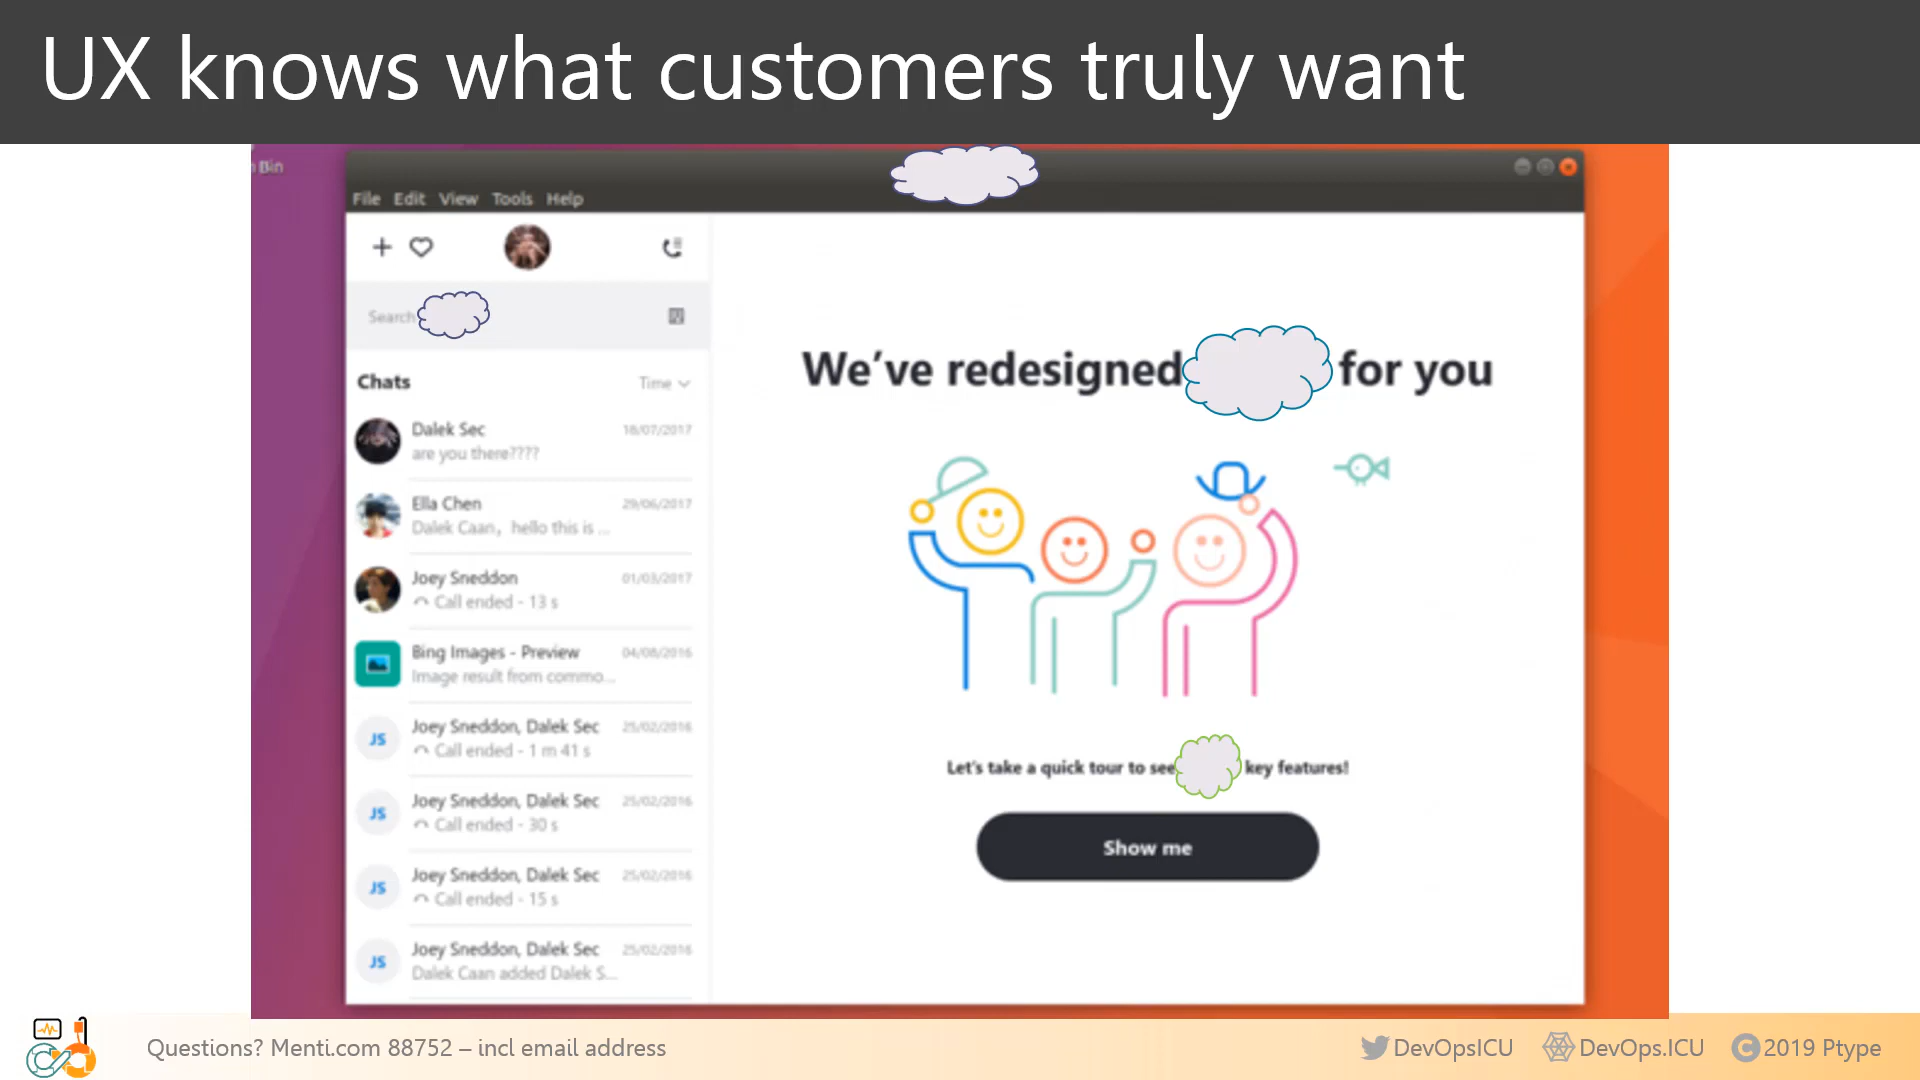 UX knows what customers truly want
Bin
File Edit View Tools Help
Search
Chats
Time
Dalek Sec 18/07/2017
are you there????
Ella Chen 29/06/2017
Dalek Caan, hello this is ...
Joey Sneddon 01/03/2017
Call ended - 13 s
Bing Images - Preview 04/08/2016
Image result from commo...
JS
Joey Sneddon, Dalek Sec 25/02/2016
Call ended - 1 m 41 s
JS
Joey Sneddon, Dalek Sec 25/02/2016
Call ended - 30 s
JS
Joey Sneddon, Dalek Sec 25/02/2016
Call ended - 15 s
JS
Joey Sneddon, Dalek Sec 25/02/2016
Dalek Caan added Dalek S...
We've redesigned for you
Let's take a quick tour to see key features!
Show me
Questions? Menti.com 88752 – incl email address
DevOpsICU
DevOps.ICU
© 2019 Ptype